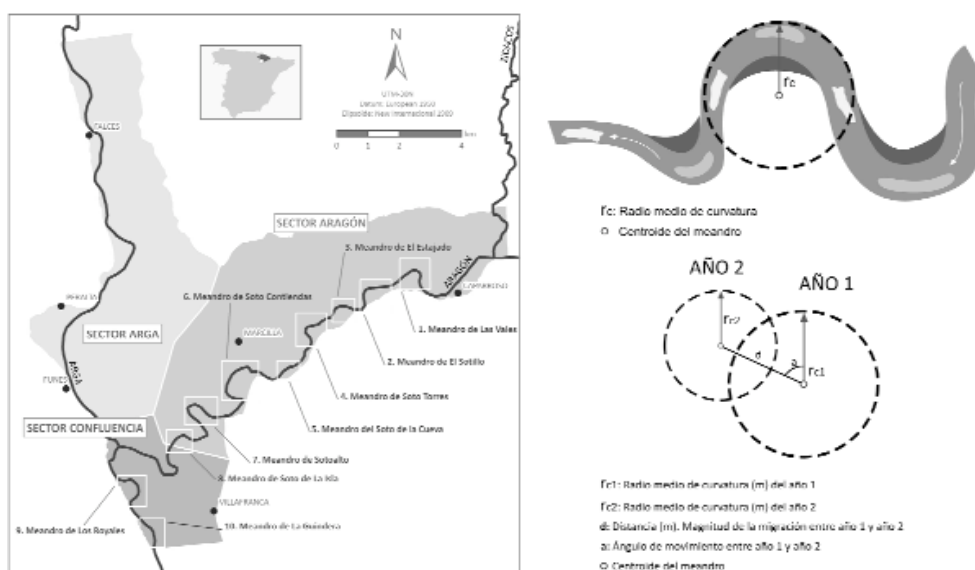 N
UTM-30N
Datum: European 1950
Elipsoide: New International 1909
0 1 2 4 km
ZIDACOS
FALCES
SECTOR ARAGÓN
3. Meandro de El Estajado
ARAGÓN
CAPARROSO
6. Meandro de Soto Contiendas
PERALTA
MARCILLA
SECTOR ARGA
1. Meandro de Las Vales
2. Meandro de El Sotillo
ARGA
FUNES
4. Meandro de Soto Torres
SECTOR CONFLUENCIA
5. Meandro del Soto de la Cueva
7. Meandro de Sotoalto
8. Meandro de Soto de La Isla
VILLAFRANCA
9. Meandro de Los Royales
10. Meandro de La Guindera
rc
rc: Radio medio de curvatura
Centroide del meandro
AÑO 2
AÑO 1
rc2
d
a
rc1
rc1: Radio medio de curvatura (m) del año 1
rc2: Radio medio de curvatura (m) del año 2
d: Distancia (m). Magnitud de la migración entre año 1 y año 2
a: Ángulo de movimiento entre año 1 y año 2
Centroide del meandro